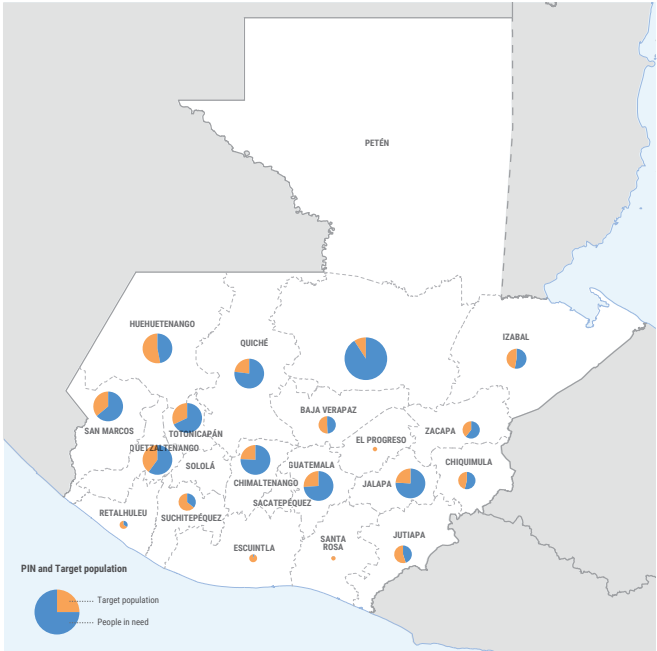 PETÉN
HUEHUETENANGO
QUICHÉ
IZABAL
BAJA VERAPAZ
SAN MARCOS
TOTONICAPÁN
EL PROGRESO
ZACAPA
QUETZALTENANGO
SOLOLÁ
GUATEMALA
CHIQUIMULA
CHIMALTENANGO
JALAPA
SACATEPÉQUEZ
RETALHULEU
SUCHITEPÉQUEZ
JUTIAPA
ESCUINTLA
SANTA
ROSA
PIN and Target population
Target population
People in need